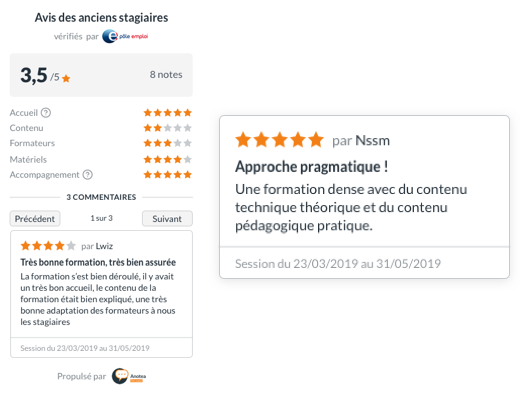 Avis des anciens stagiaires
vérifiés par pôle emploi
3,5 /5
8 notes
Accueil ?
Contenu
Formateurs
Matériels
Accompagnement ?
3 COMMENTAIRES
Précédent
1 sur 3
Suivant
par Lwiz
Très bonne formation, très bien assurée
La formation s'est bien déroulé, il y avait
un très bon accueil, le contenu de la
formation était bien expliqué, une très
bonne adaptation des formateurs à nous
les stagiaires
Session du 23/03/2019 au 31/05/2019
Propulsé par Anotea
par Nssm
Approche pragmatique !
Une formation dense avec du contenu
technique théorique et du contenu
pédagogique pratique.
Session du 23/03/2019 au 31/05/2019